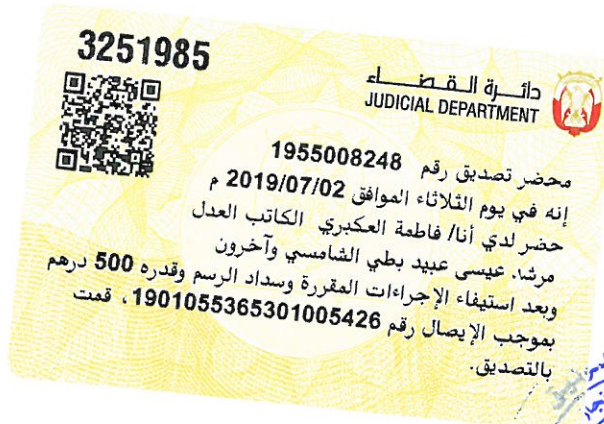 3251985
دائرة القضاء
JUDICIAL DEPARTMENT
محضر تصديق رقم 1955008248
إنه في يوم الثلاثاء الموافق 2019/07/02 م
حضر لدي أنا/ فاطمة العكبري الكاتب العدل
مرشد عيسى عبيد بطي الشامسي وآخرون
وبعد استيفاء الإجراءات المقررة وسداد الرسم وقدره 500 درهم
بموجب الإيصال رقم 1901055365301005426، قمت
بالتصديق.